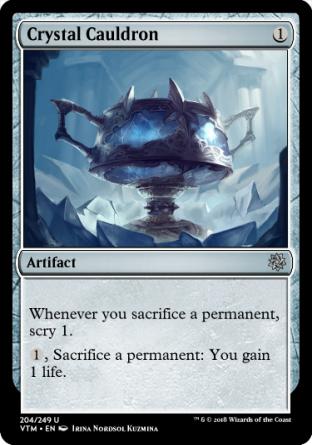 Crystal Cauldron 1
Artifact
Whenever you sacrifice a permanent,
scry 1.
1, Sacrifice a permanent: You gain
1 life.
204/249 U
VTM • EN IRINA NORDSOL KUZMINA
™ & © 2018 Wizards of the Coast